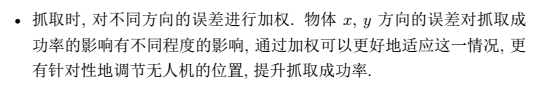 • 抓取时, 对不同方向的误差进行加权. 物体 x, y 方向的误差对抓取成
功率的影响有不同程度的影响, 通过加权可以更好地适应这一情况, 更
有针对性地调节无人机的位置, 提升抓取成功率.